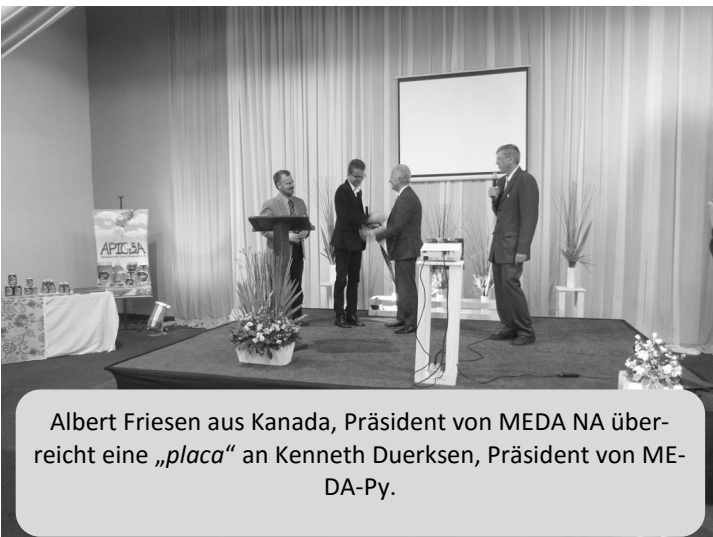 APICSA
Albert Friesen aus Kanada, Präsident von MEDA NA über-
reicht eine „placa“ an Kenneth Duerksen, Präsident von ME-
DA-Py.